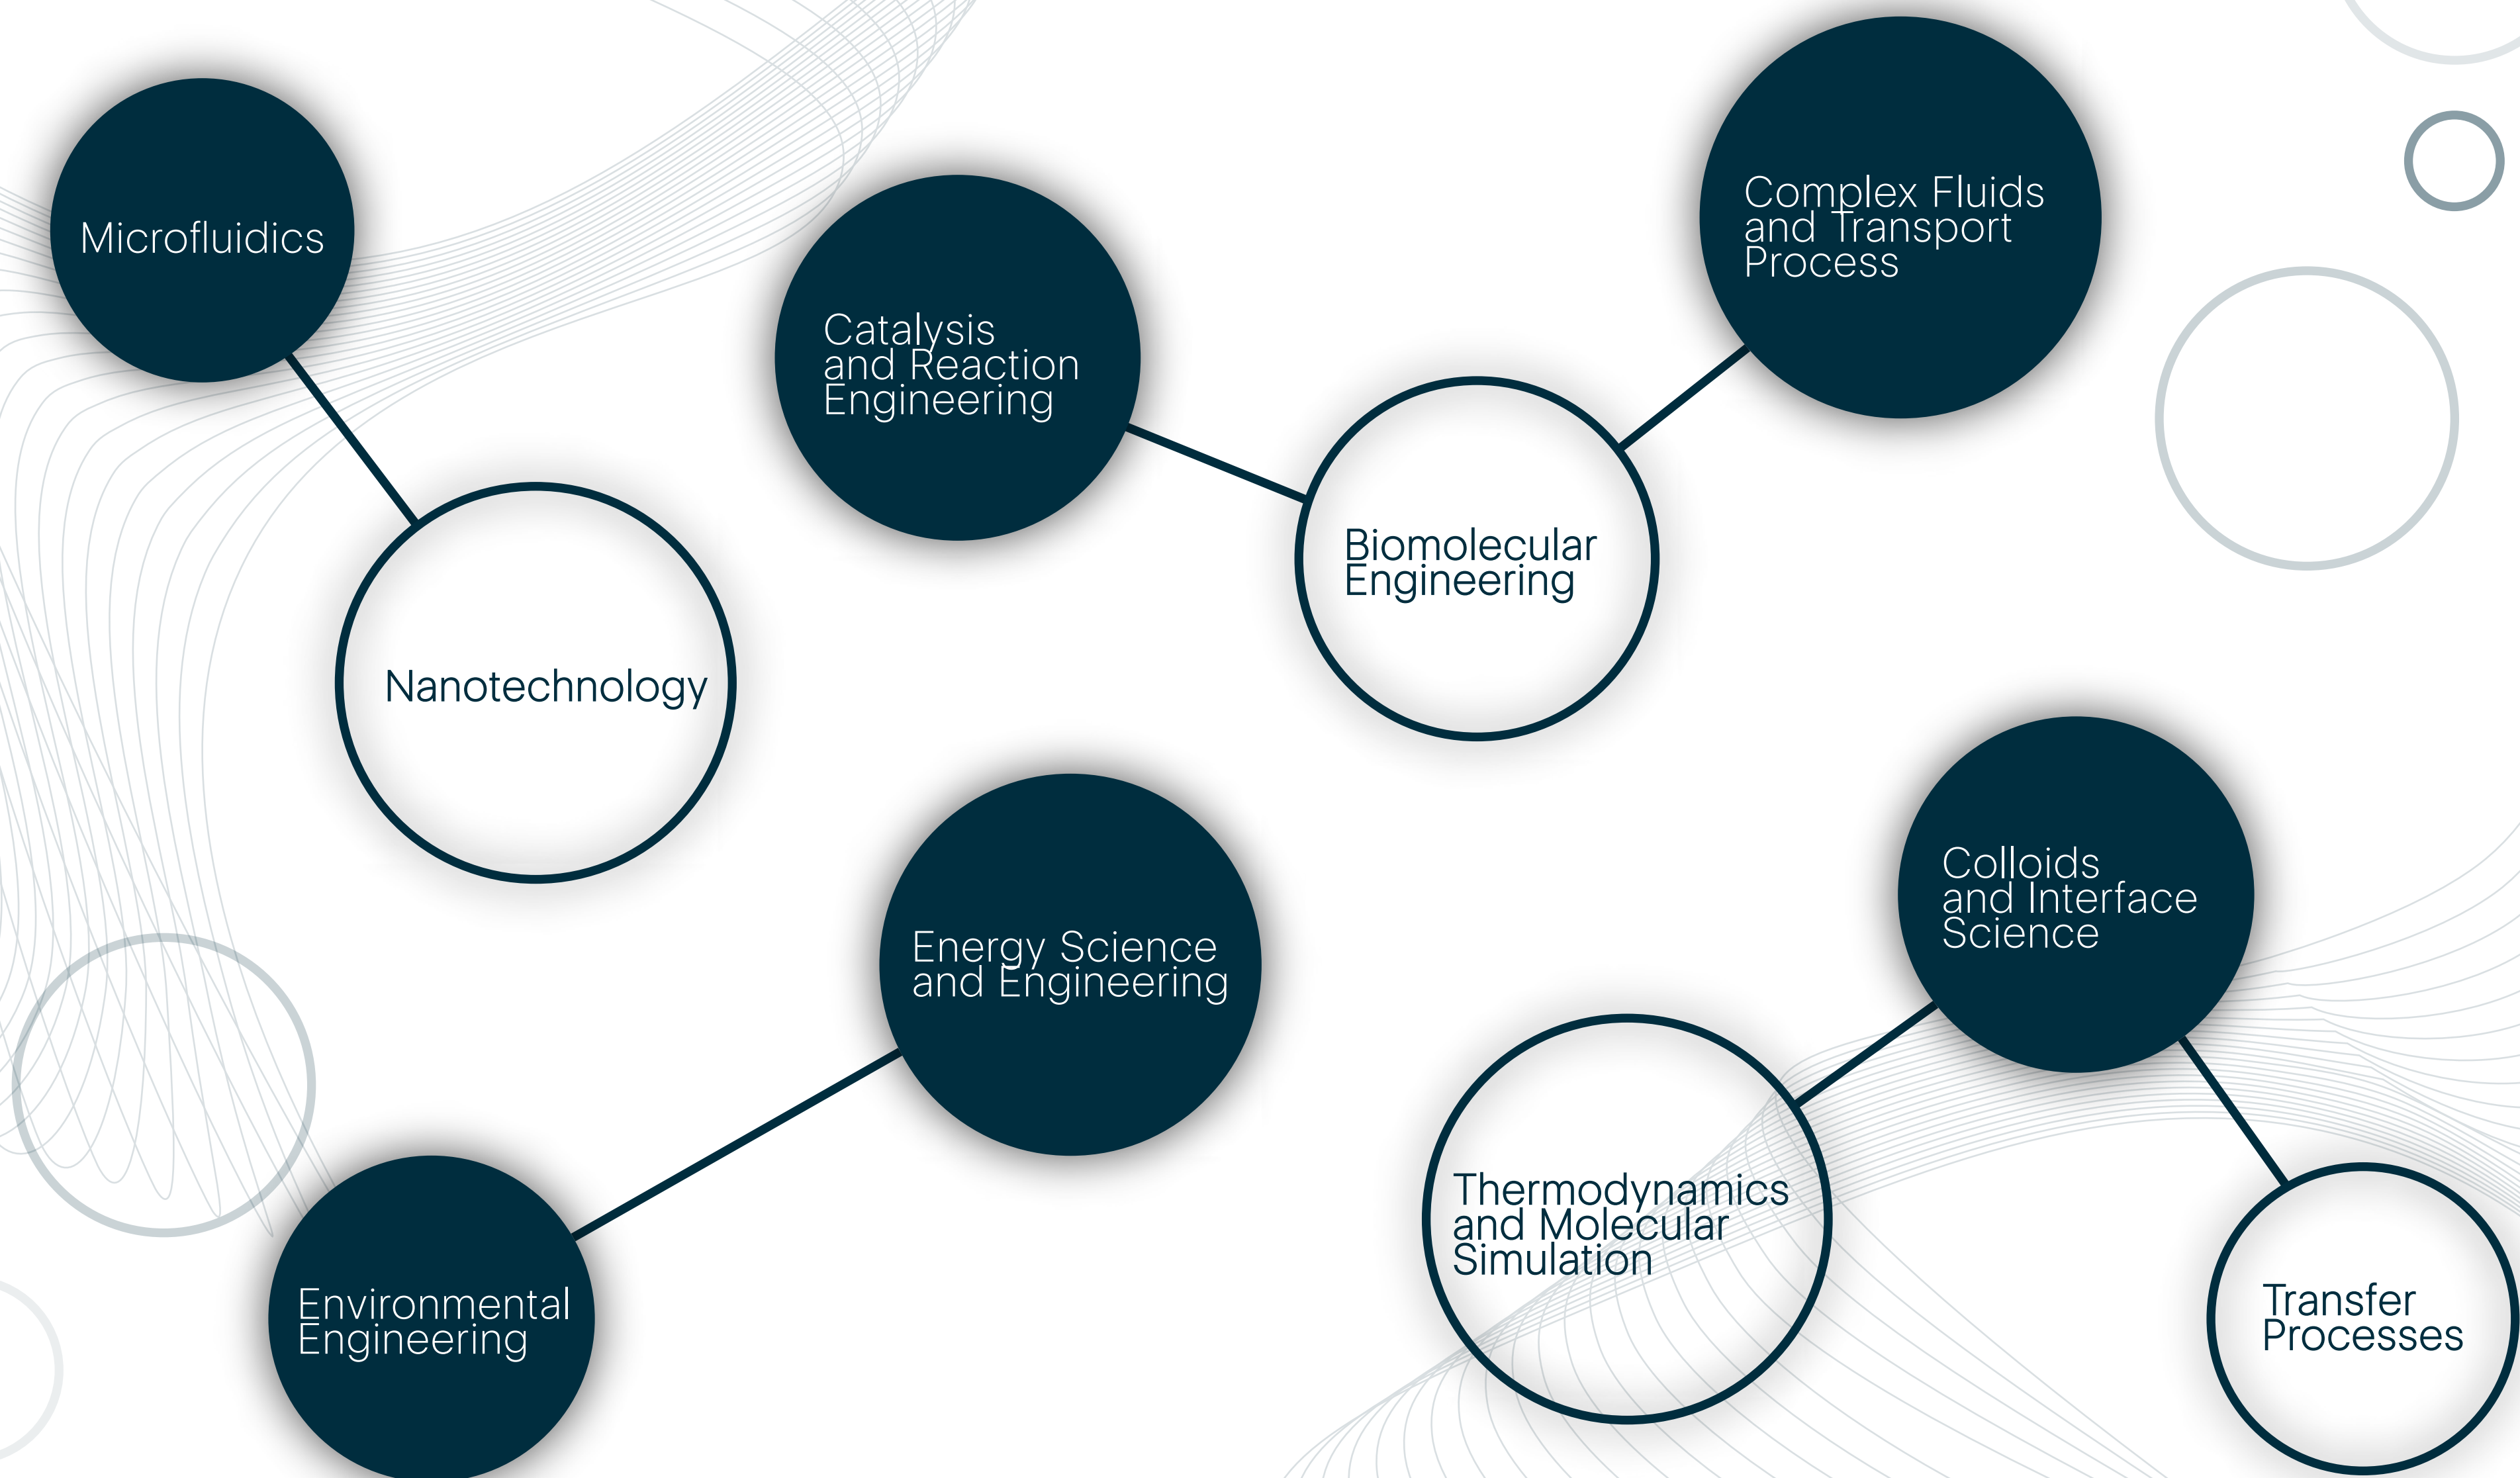 Microfluidics
Catalysis
and Reaction
Engineering
Complex Fluids
and Transport
Process
Biomolecular
Engineering
Nanotechnology
Energy Science
and Engineering
Colloids
and Interface
Science
Environmental
Engineering
Thermodynamics
and Molecular
Simulation
Transfer
Processes